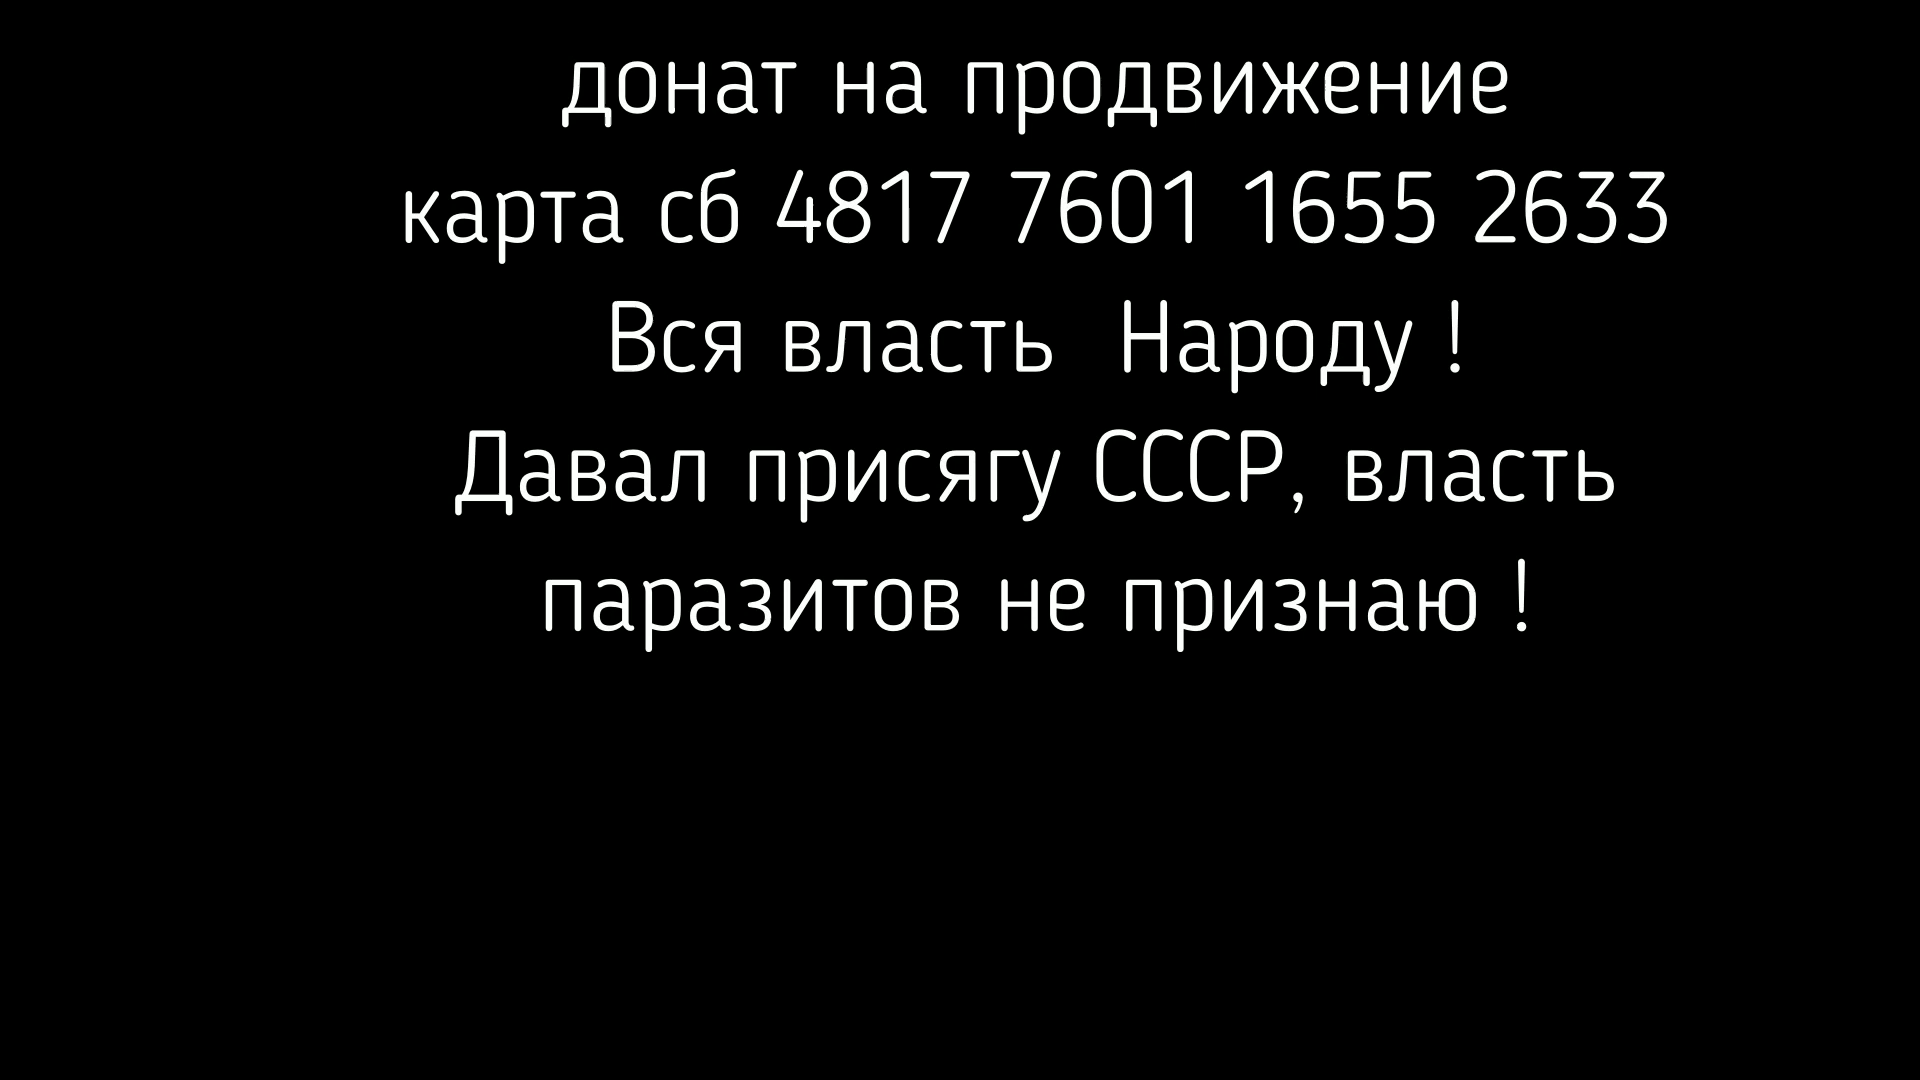 донат на продвижение
карта сб 4817 7601 1655 2633
Вся власть  Народу !
Давал присягу СССР, власть
паразитов не признаю !